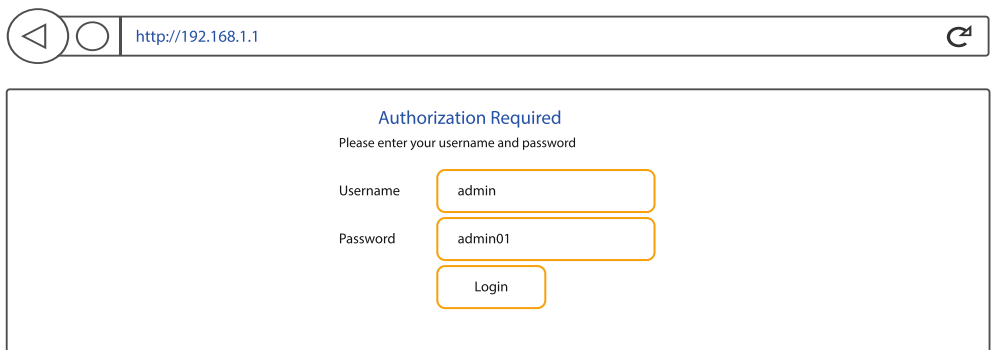 http://192.168.1.1
Authorization Required
Please enter your username and password
Username admin
Password admin01
Login